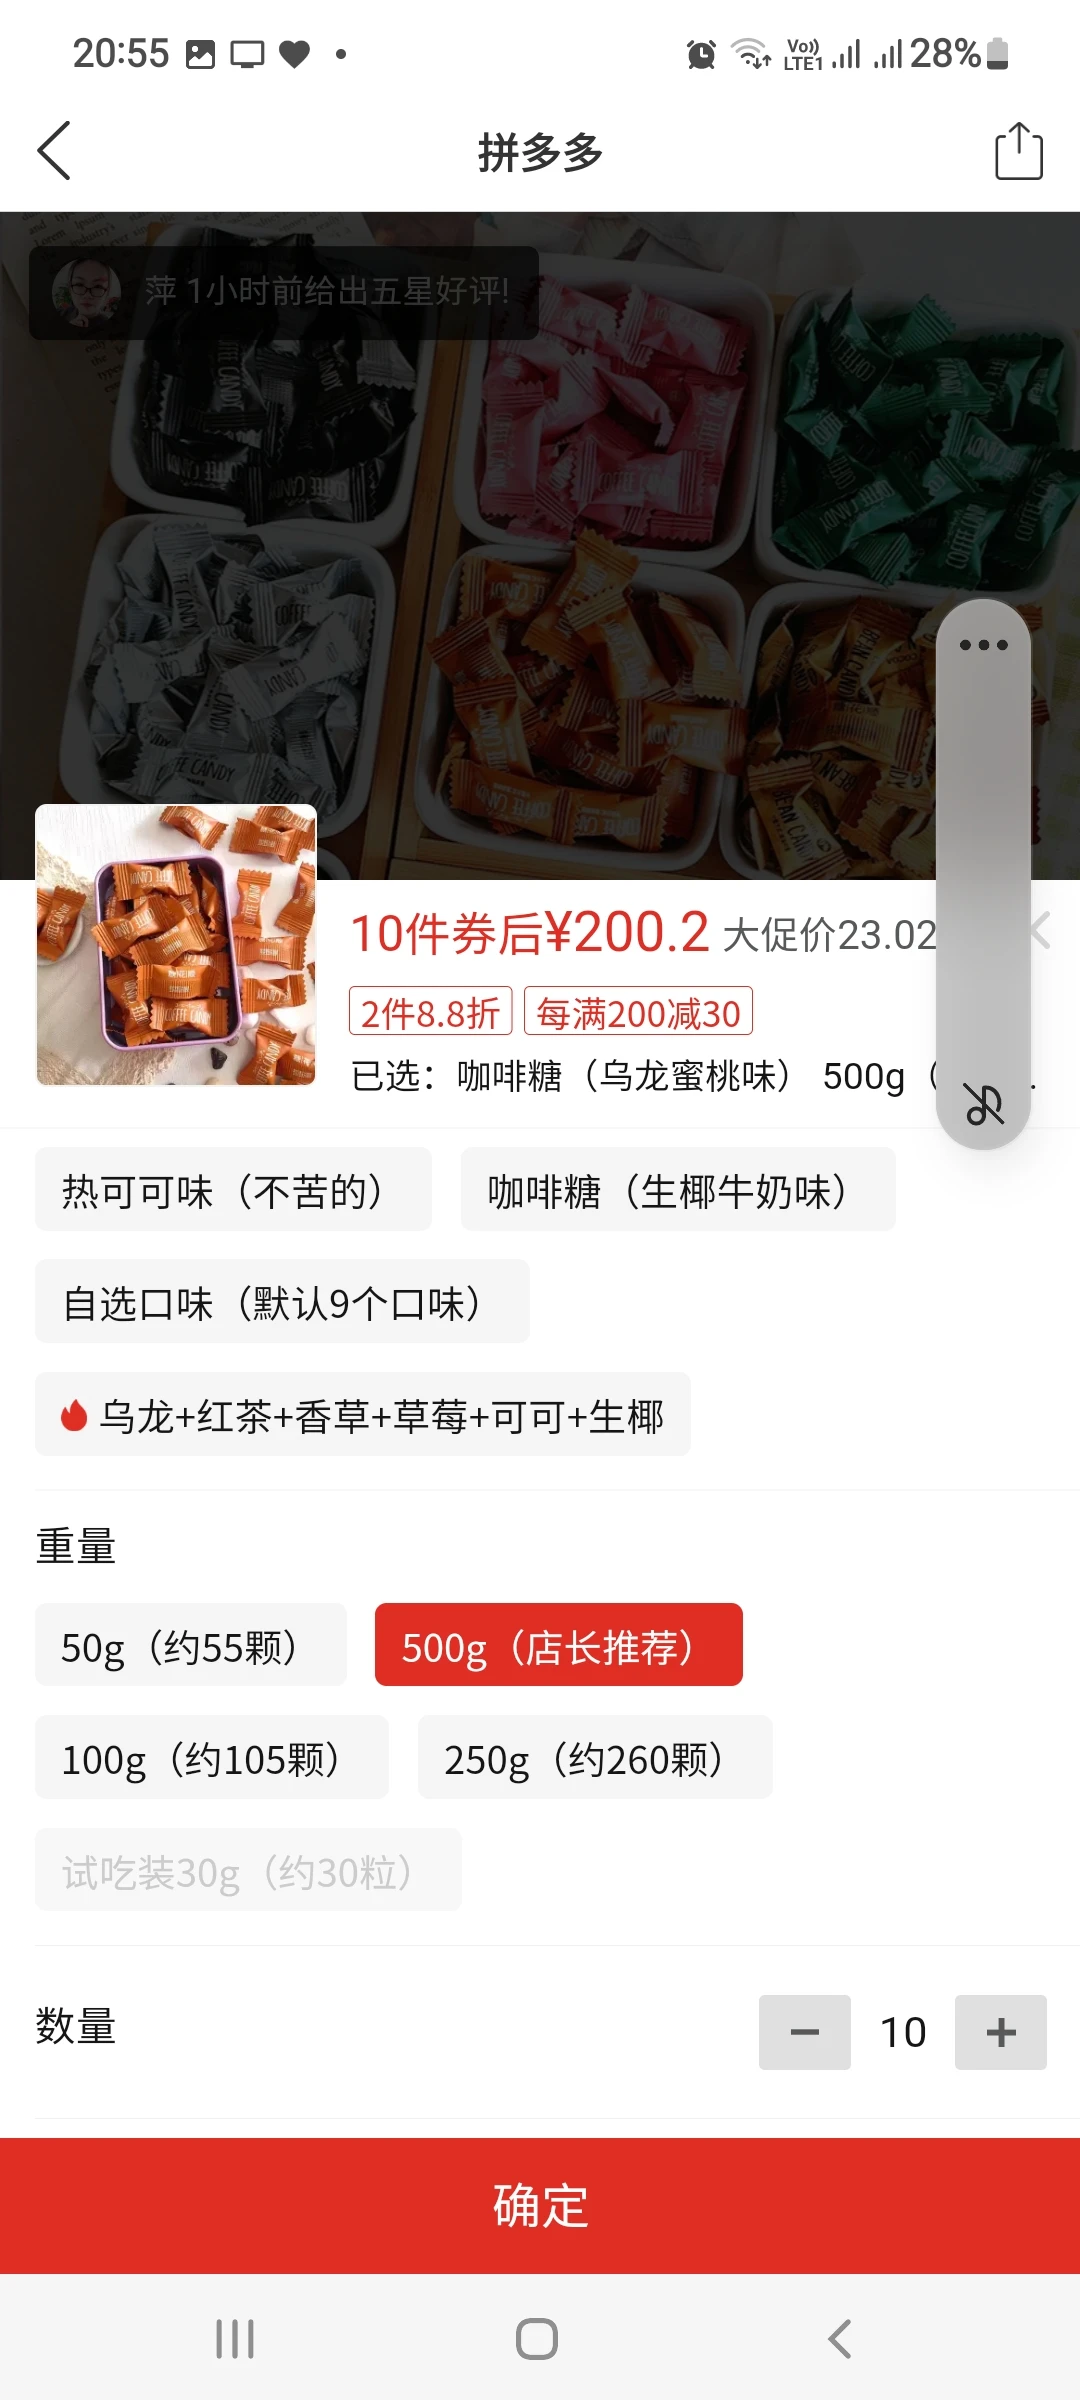 20:55
Vo)) LTE1 28%
拼多多
萍 1小时前给出五星好评!
10件券后¥200.2 大促价23.02
2件8.8折 每满200减30
已选：咖啡糖（乌龙蜜桃味） 500g（
热可可味（不苦的） 咖啡糖（生椰牛奶味）
自选口味（默认9个口味）
乌龙+红茶+香草+草莓+可可+生椰
重量
50g（约55颗） 500g（店长推荐）
100g（约105颗） 250g（约260颗）
试吃装30g（约30粒）
数量
10
确定